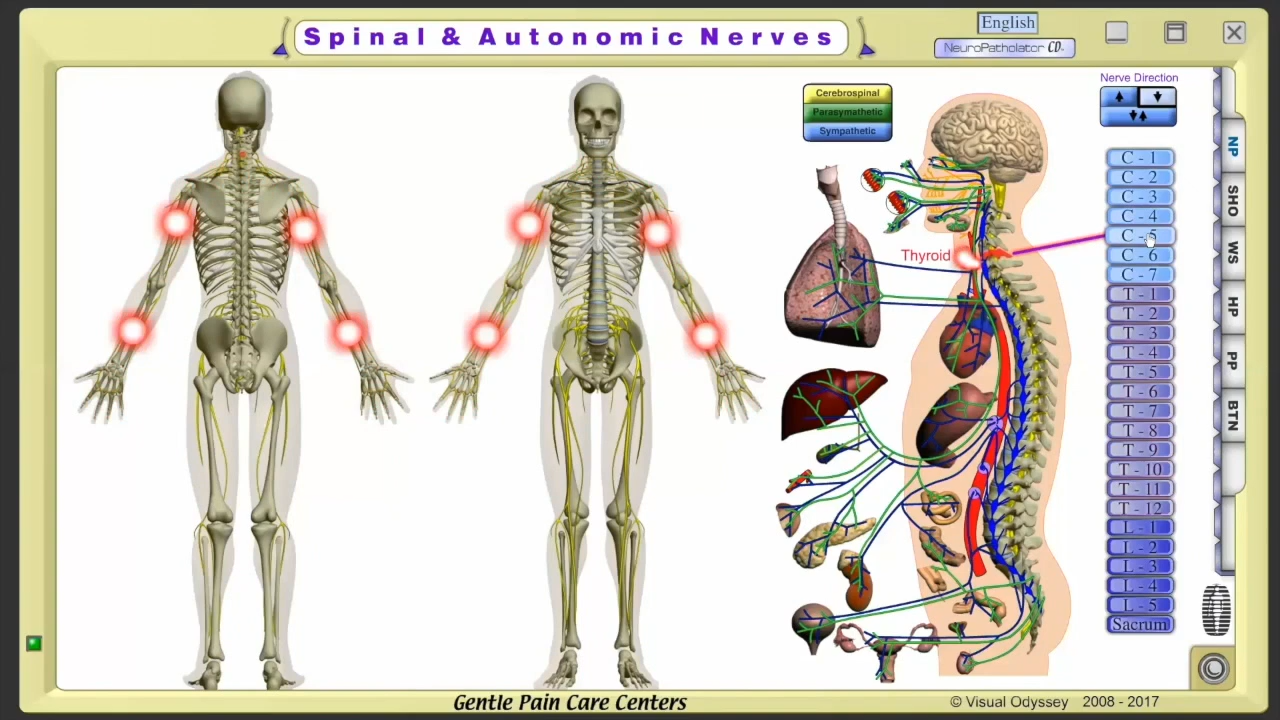 English
Spinal & Autonomic Nerves
NeuroPatholator CD
Nerve Direction
Cerebrospinal
Parasymathetic
Sympathetic
NP
SHO
WS
HP
PP
BTN
C - 1
C - 2
C - 3
C - 4
C - 5
C - 6
C - 7
T - 1
T - 2
T - 3
T - 4
T - 5
T - 6
T - 7
T - 8
T - 9
T - 10
T - 11
T - 12
L - 1
L - 2
L - 3
L - 4
L - 5
Sacrum
Thyroid
Gentle Pain Care Centers
© Visual Odyssey 2008 - 2017